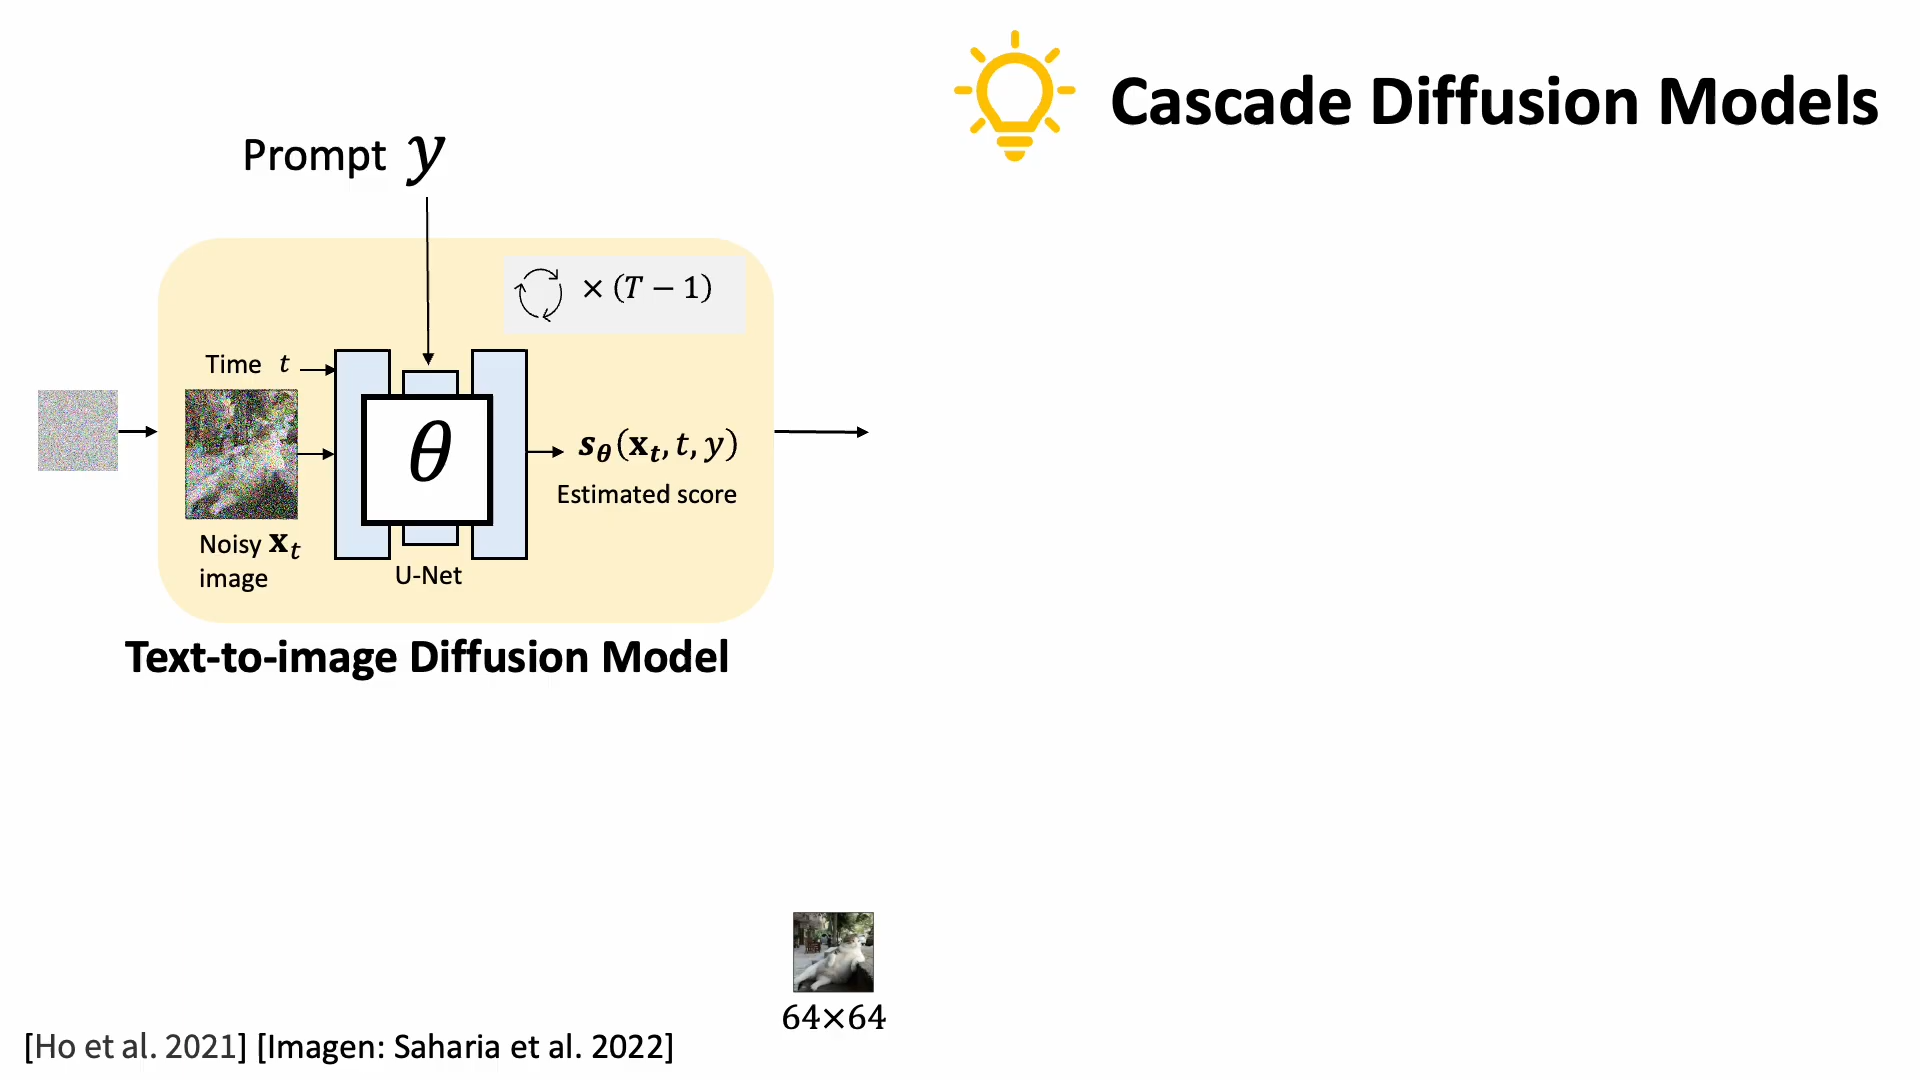 Cascade Diffusion Models
Prompt y
× (T − 1)
Time t
θ
s_θ(x_t, t, y)
Estimated score
Noisy x_t
image
U-Net
Text-to-image Diffusion Model
64×64
[Ho et al. 2021] [Imagen: Saharia et al. 2022]